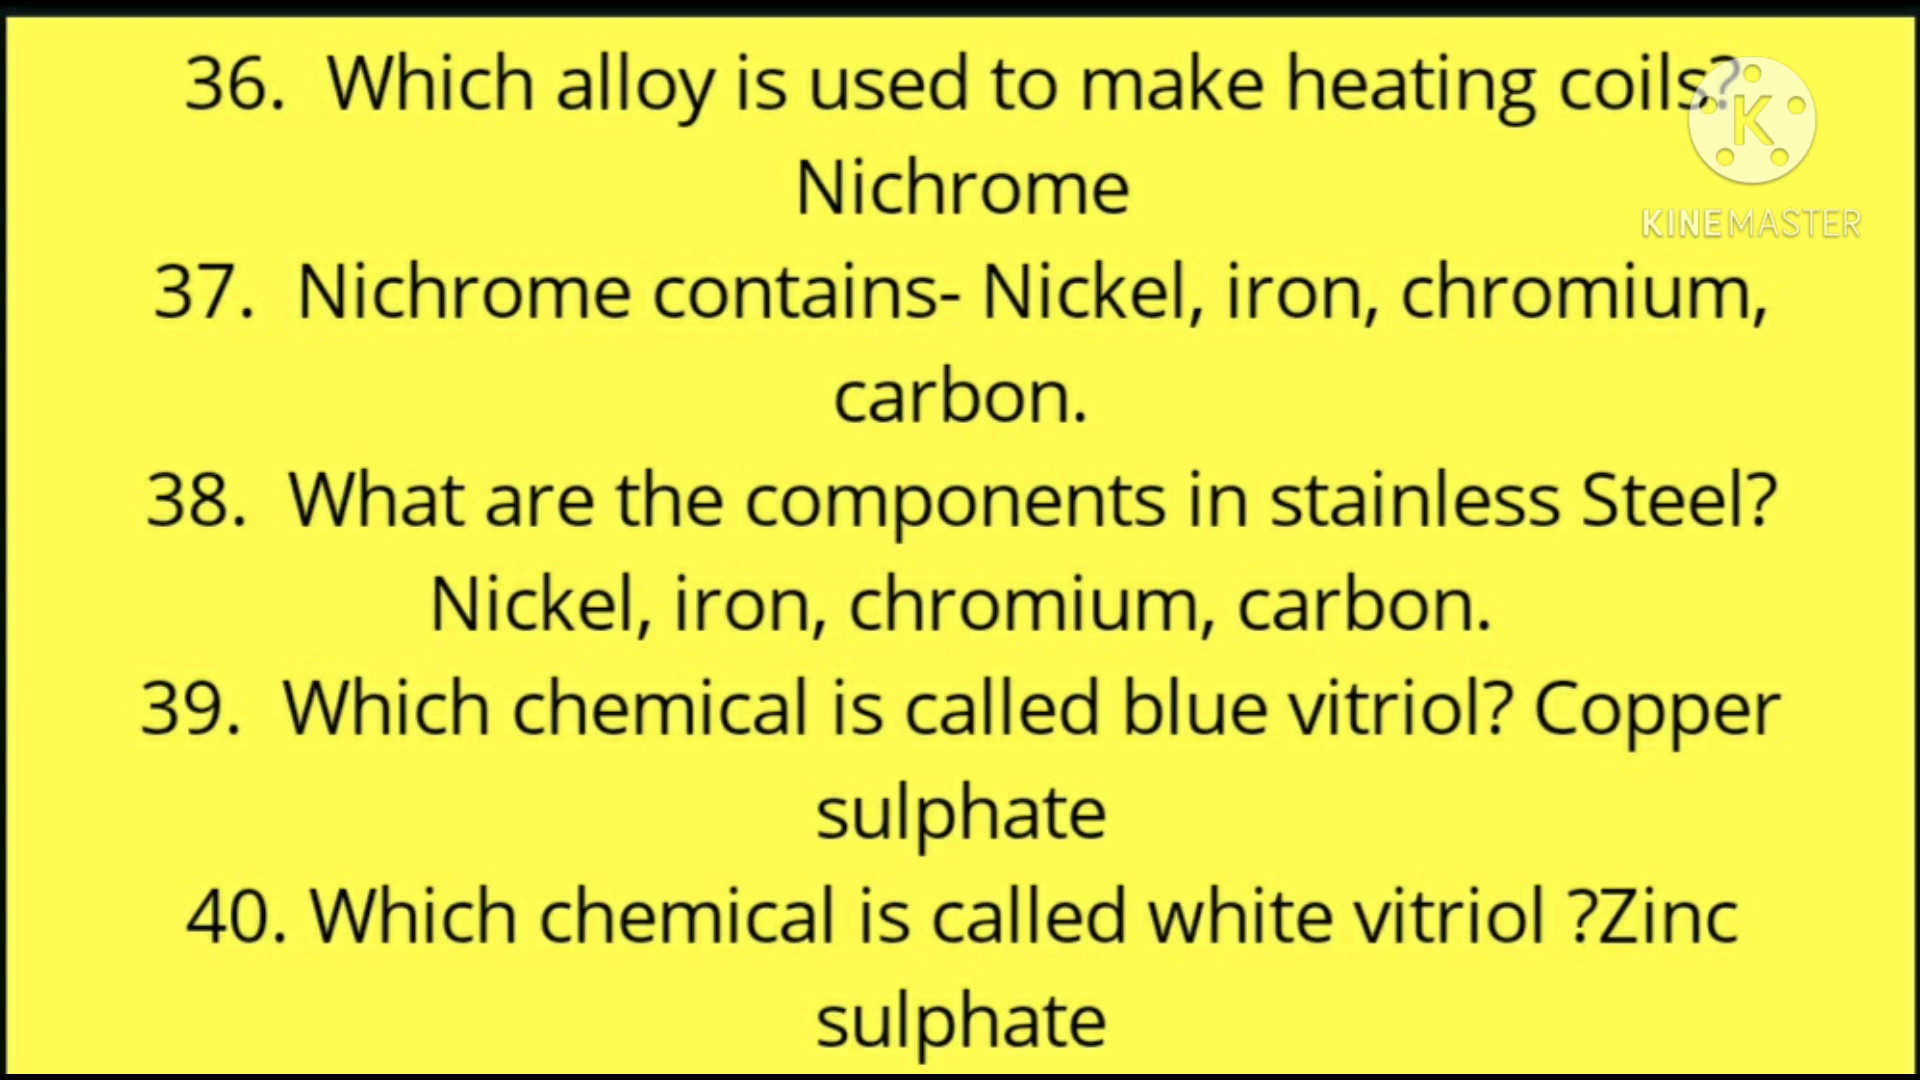 36.  Which alloy is used to make heating coils?
Nichrome
37.  Nichrome contains- Nickel, iron, chromium,
carbon.
38.  What are the components in stainless Steel?
Nickel, iron, chromium, carbon.
39.  Which chemical is called blue vitriol? Copper
sulphate
40. Which chemical is called white vitriol ?Zinc
sulphate
K
KINEMASTER